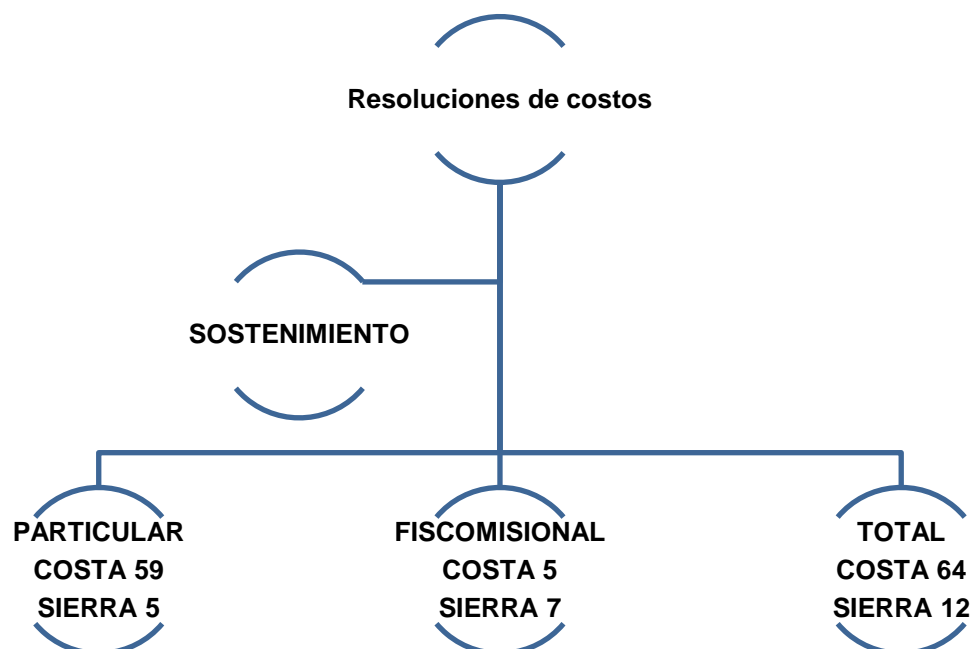 Resoluciones de costos
SOSTENIMIENTO
PARTICULAR
COSTA 59
SIERRA 5
FISCOMISIONAL
COSTA 5
SIERRA 7
TOTAL
COSTA 64
SIERRA 12